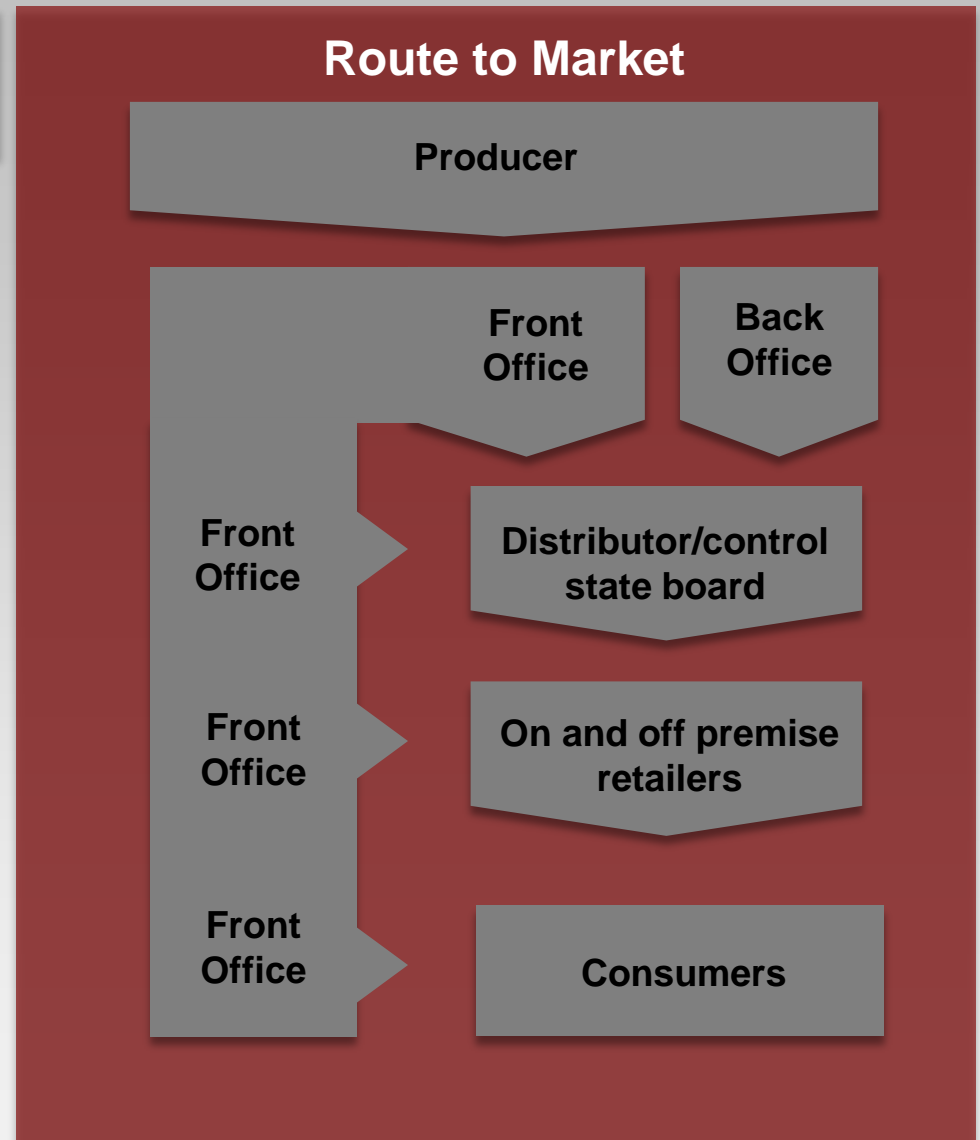 Route to Market
Producer
Front
Office
Back
Office
Front
Office
Distributor/control
state board
Front
Office
On and off premise
retailers
Front
Office
Consumers